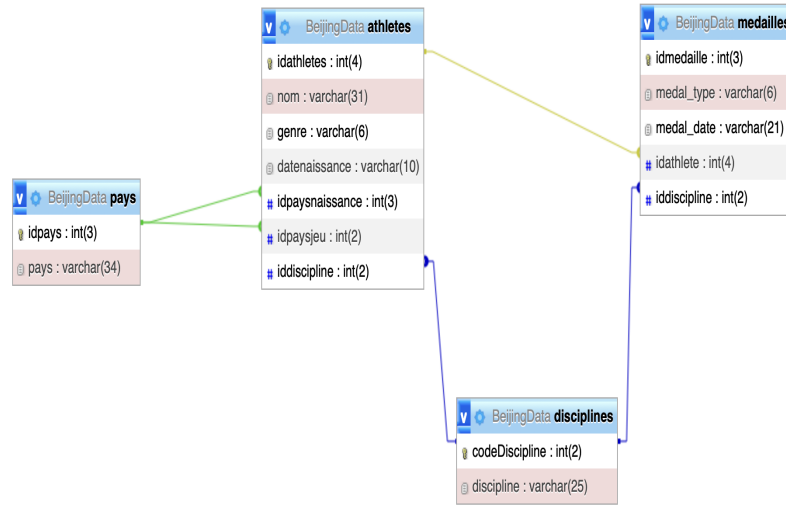 v BeijingData athletes
idathletes : int(4)
nom : varchar(31)
genre : varchar(6)
datenaissance : varchar(10)
# idpaysnaissance : int(3)
# idpaysjeu : int(2)
# iddiscipline : int(2)
v BeijingData medailles
idmedaille : int(3)
medal_type : varchar(6)
medal_date : varchar(21)
# idathlete : int(4)
# iddiscipline : int(2)
v BeijingData pays
idpays : int(3)
pays : varchar(34)
v BeijingData disciplines
codeDiscipline : int(2)
discipline : varchar(25)